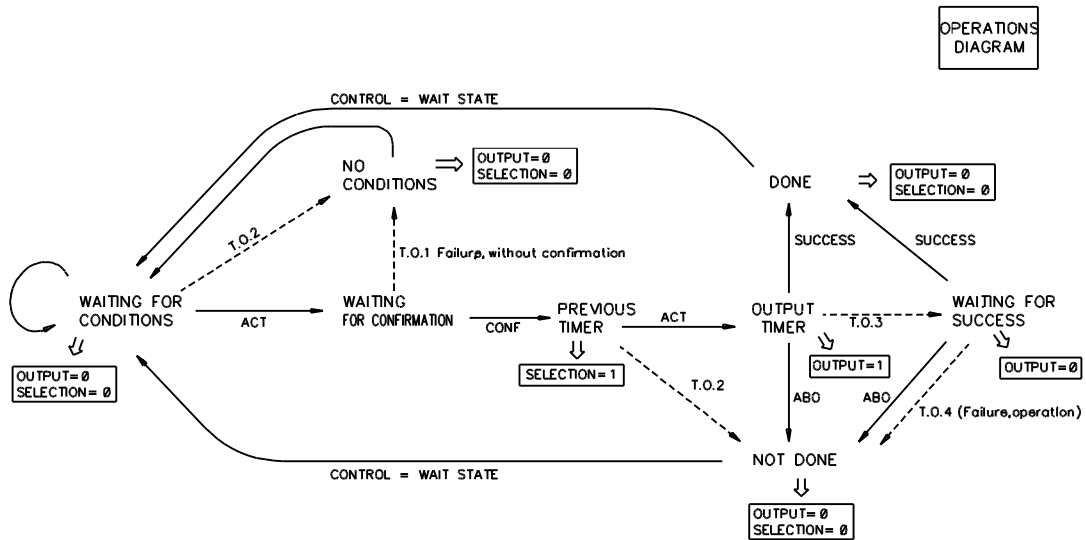 OPERATIONS
DIAGRAM
CONTROL = WAIT STATE
NO
CONDITIONS
OUTPUT=0
SELECTION= 0
DONE
OUTPUT=0
SELECTION= 0
T.O.2
T.O.1 Failure, without confirmation
SUCCESS
SUCCESS
WAITING FOR
CONDITIONS
ACT
WAITING
FOR CONFIRMATION
CONF
PREVIOUS
TIMER
ACT
OUTPUT
TIMER
T.O.3
WAITING FOR
SUCCESS
OUTPUT=0
SELECTION= 0
SELECTION= 1
OUTPUT=1
OUTPUT=0
T.O.2
ABO
ABO
T.O.4 (Failure,operation)
NOT DONE
CONTROL = WAIT STATE
OUTPUT= 0
SELECTION= 0